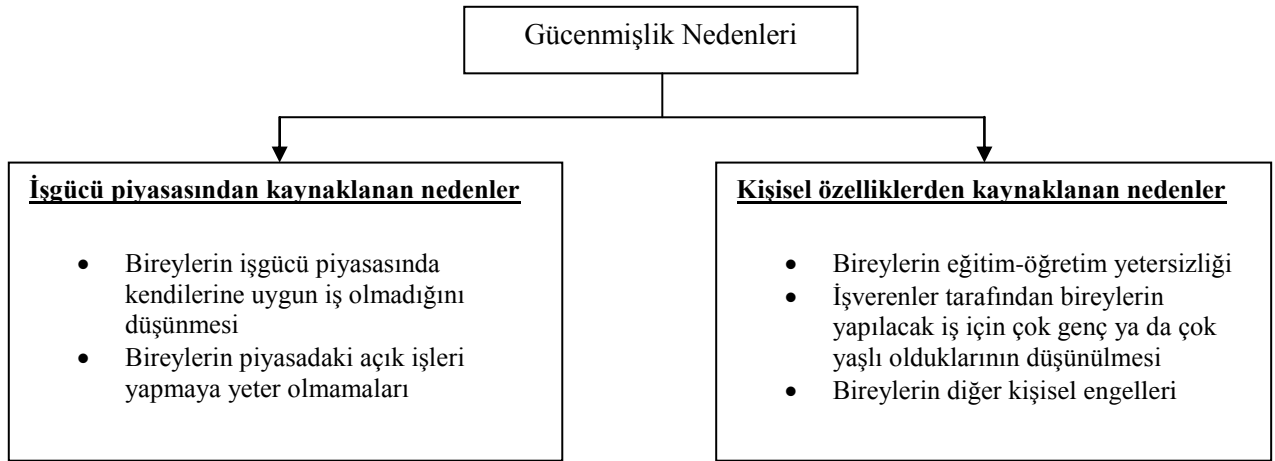 Gücenmişlik Nedenleri
İşgücü piyasasından kaynaklanan nedenler
• Bireylerin işgücü piyasasında
kendilerine uygun iş olmadığını
düşünmesi
• Bireylerin piyasadaki açık işleri
yapmaya yeter olmamaları
Kişisel özelliklerden kaynaklanan nedenler
• Bireylerin eğitim-öğretim yetersizliği
• İşverenler tarafından bireylerin
yapılacak iş için çok genç ya da çok
yaşlı olduklarının düşünülmesi
• Bireylerin diğer kişisel engelleri